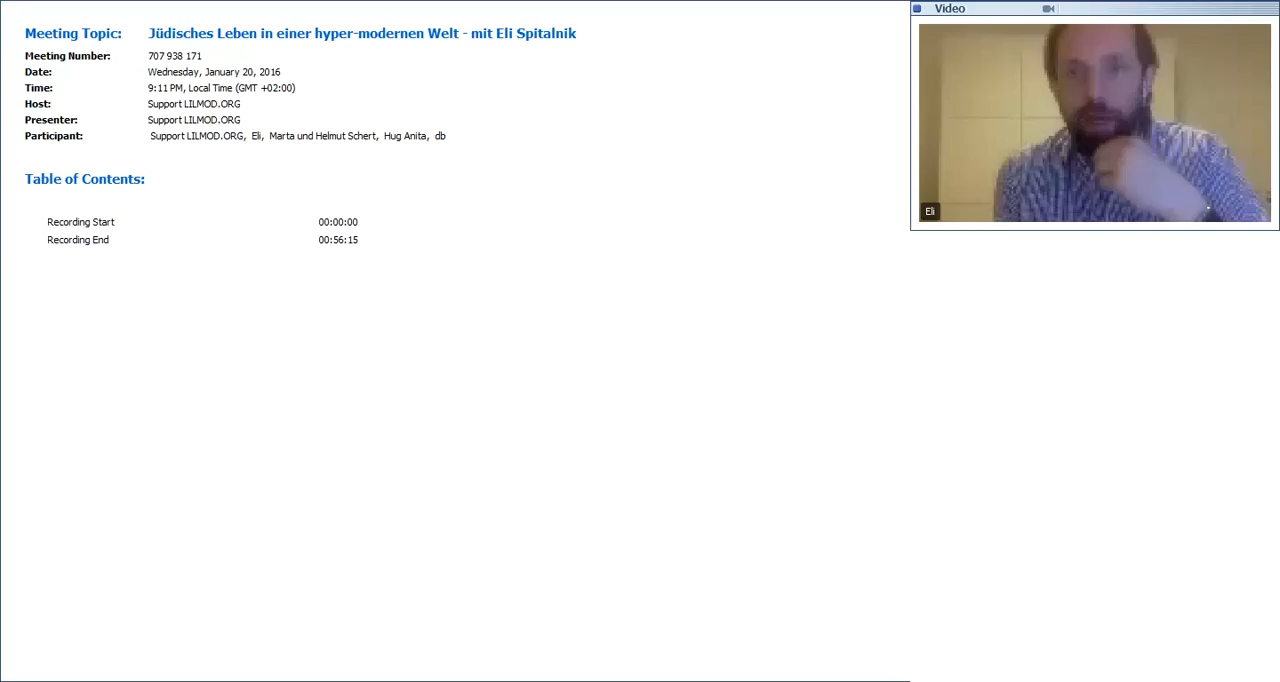 Meeting Topic: Jüdisches Leben in einer hyper-modernen Welt - mit Eli Spitalnik
Meeting Number: 707 938 171
Date: Wednesday, January 20, 2016
Time: 9:11 PM, Local Time (GMT +02:00)
Host: Support LILMOD.ORG
Presenter: Support LILMOD.ORG
Participant: Support LILMOD.ORG, Eli, Marta und Helmut Schert, Hug Anita, db
Table of Contents:
Recording Start 00:00:00
Recording End 00:56:15
Video
Eli